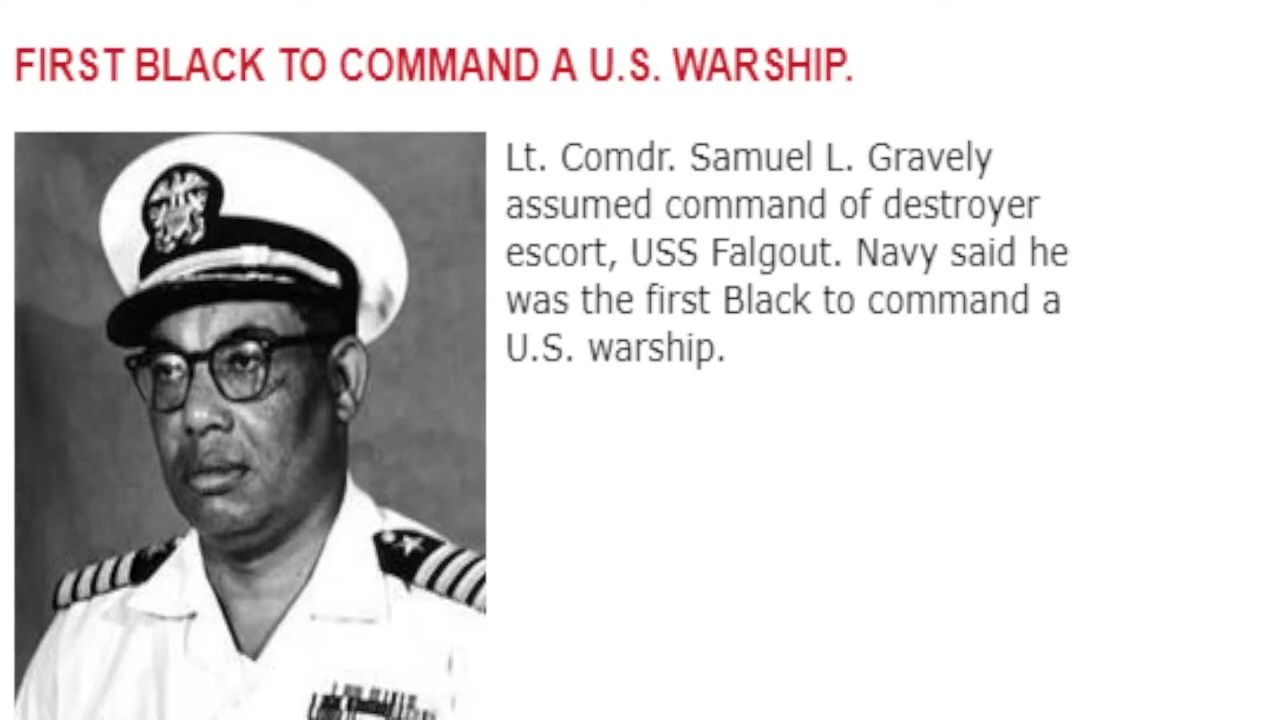 FIRST BLACK TO COMMAND A U.S. WARSHIP.
Lt. Comdr. Samuel L. Gravely
assumed command of destroyer
escort, USS Falgout. Navy said he
was the first Black to command a
U.S. warship.